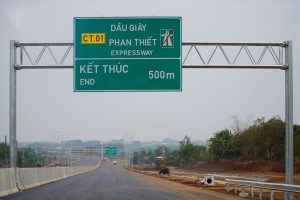 DẦU GIÂY
CT.01
PHAN THIẾT
EXPRESSWAY
KẾT THÚC
500m
END